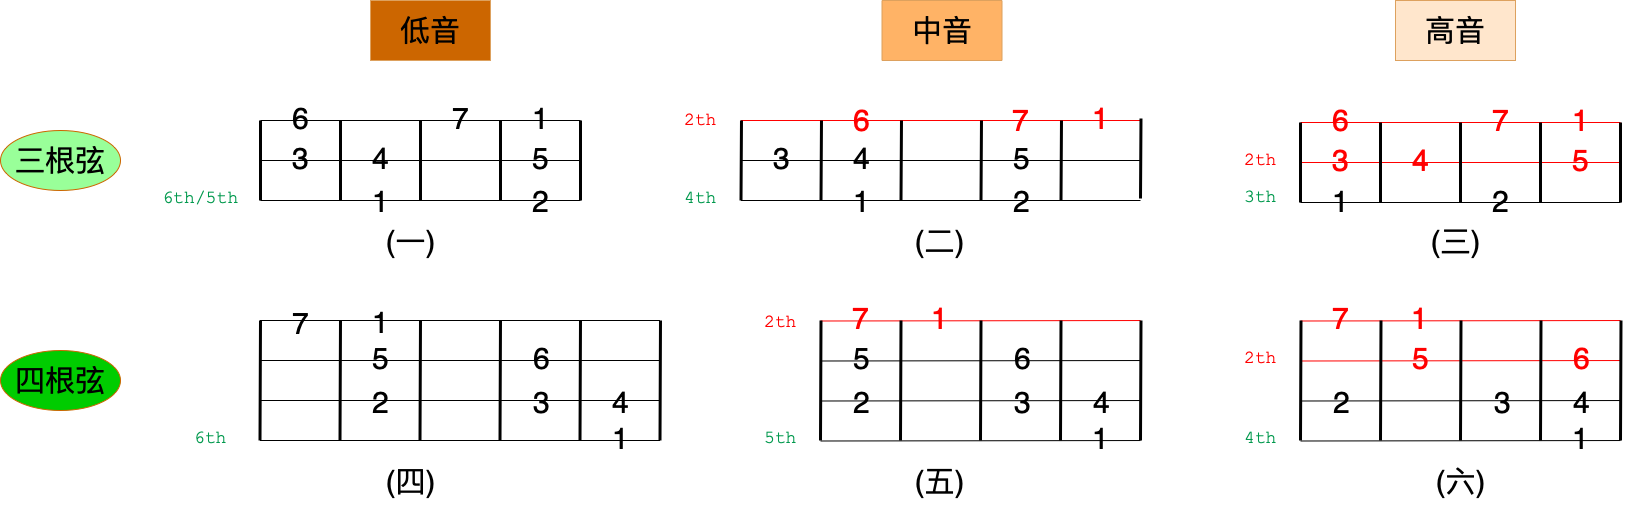 低音 中音 高音
6 7 1 2th 6 7 1 6 7 1
三根弦 3 4 5 3 4 5 2th 3 4 5
6th/5th 1 2 4th 1 2 3th 1 2
(一) (二) (三)
7 1 2th 7 1 7 1
5 6 5 6 2th 5 6
四根弦
2 3 4 2 3 4 2 3 4
6th 1 5th 1 4th 1
(四) (五) (六)